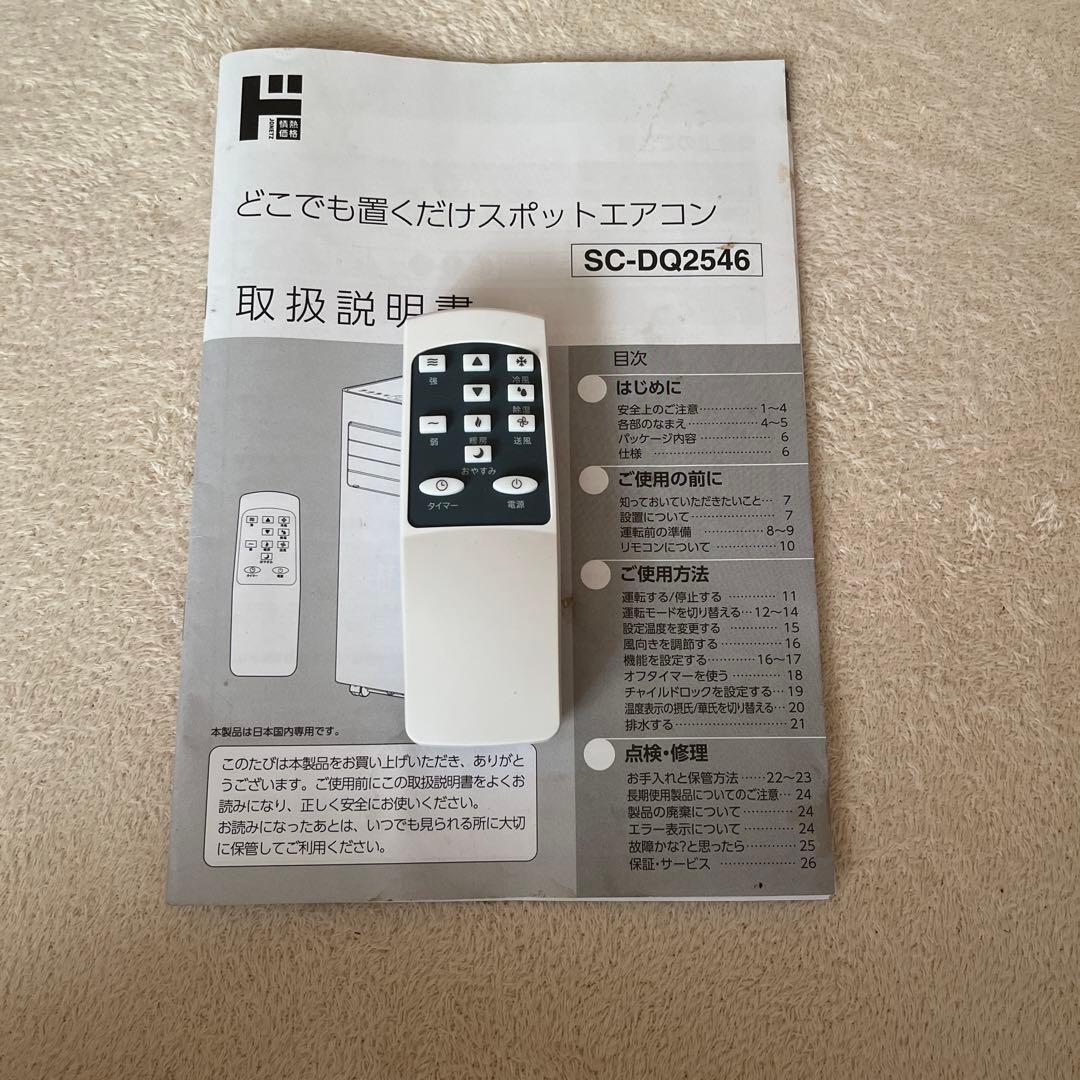 ド
JONETZ
情熱
価格
どこでも置くだけスポットエアコン
SC-DQ2546
取扱説明書
強
冷風
除湿
弱
暖房
送風
おやすみ
タイマー
電源
本製品は日本国内専用です。
このたびは本製品をお買い上げいただき、ありがと
うございます。ご使用前にこの取扱説明書をよくお
読みになり、正しく安全にお使いください。
お読みになったあとは、いつでも見られる所に大切
に保管してご利用ください。
目次
はじめに
安全上のご注意 …………… 1〜4
各部のなまえ ……………… 4〜5
パッケージ内容 ……………… 6
仕様 ………………………… 6
ご使用の前に
知っておいていただきたいこと… 7
設置について ………………… 7
運転前の準備 ……………… 8〜9
リモコンについて …………… 10
ご使用方法
運転する/停止する ………… 11
運転モードを切り替える… 12〜14
設定温度を変更する ………… 15
風向きを調節する …………… 16
機能を設定する ………… 16〜17
オフタイマーを使う ………… 18
チャイルドロックを設定する… 19
温度表示の摂氏/華氏を切り替える… 20
排水する …………………… 21
点検・修理
お手入れと保管方法 …… 22〜23
長期使用製品についてのご注意… 24
製品の廃棄について ………… 24
エラー表示について ………… 24
故障かな?と思ったら ………… 25
保証・サービス ……………… 26